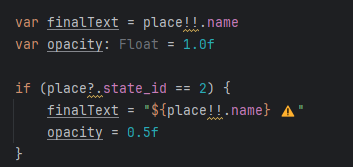 var finalText = place!!.name
var opacity: Float = 1.0f
if (place?.state_id == 2) {
finalText = "${place!!.name} ⚠️"
opacity = 0.5f
}